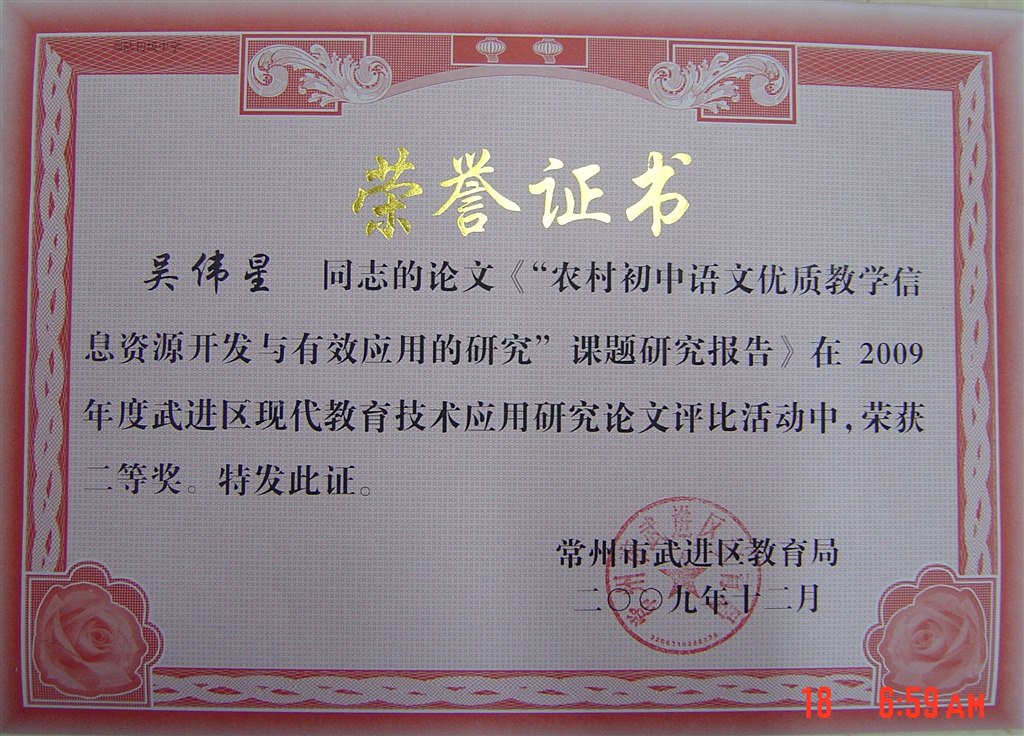 荣誉证书
吴伟星 同志的论文《“农村初中语文优质教学信
息资源开发与有效应用的研究”课题研究报告》在 2009
年度武进区现代教育技术应用研究论文评比活动中,荣获
二等奖。特发此证。
常州市武进区教育局
二〇〇九年十二月
18 8:59 AM